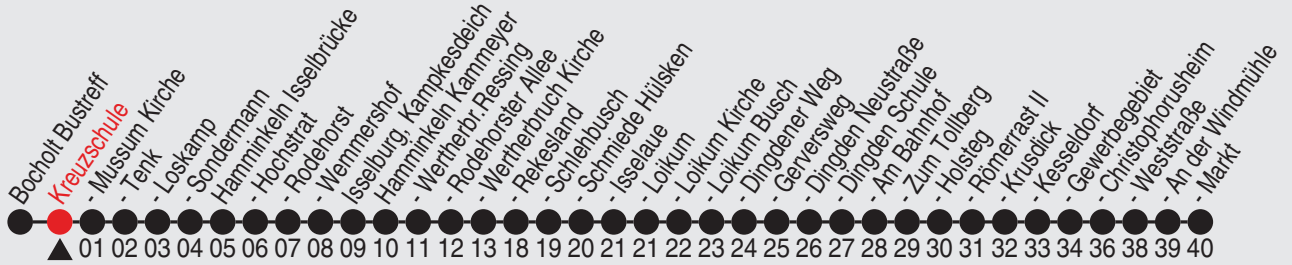 Bocholt Bustreff
Kreuzschule
- Mussum Kirche
- Tenk
- Loskamp
- Sondermann
Hamminkeln Isselbrücke
- Hochstrat
- Rodehorst
- Wemmershof
Isselburg, Kampkesdeich
Hamminkeln Kammeyer
- Wertherbr. Ressing
- Rodehorster Allee
- Wertherbruch Kirche
- Rekesland
- Schlehbusch
- Schmiede Hülsken
- Isselaue
- Loikum
- Loikum Kirche
- Loikum Busch
- Dingdener Weg
- Gerversweg
- Dingden Neustraße
- Dingden Schule
- Am Bahnhof
- Zum Tollberg
- Holsteg
- Römerrast II
- Krusdick
- Kesseldorf
- Gewerbegebiet
- Christophorusheim
- Weststraße
- An der Windmühle
- Markt
01 02 03 04 05 06 07 08 09 10 11 12 13 18 19 20 21 21 22 23 24 25 26 27 28 29 30 31 32 33 34 36 38 39 40